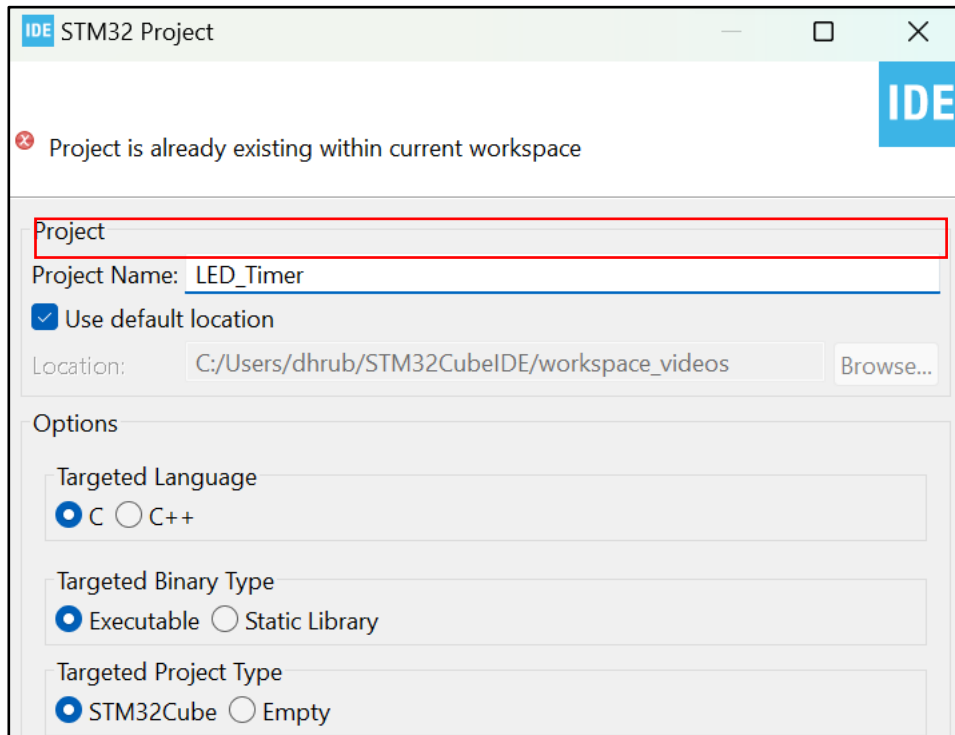 IDE STM32 Project
IDE
Project is already existing within current workspace
Project
Project Name: LED_Timer
Use default location
Location: C:/Users/dhrub/STM32CubeIDE/workspace_videos Browse...
Options
Targeted Language
C C++
Targeted Binary Type
Executable Static Library
Targeted Project Type
STM32Cube Empty